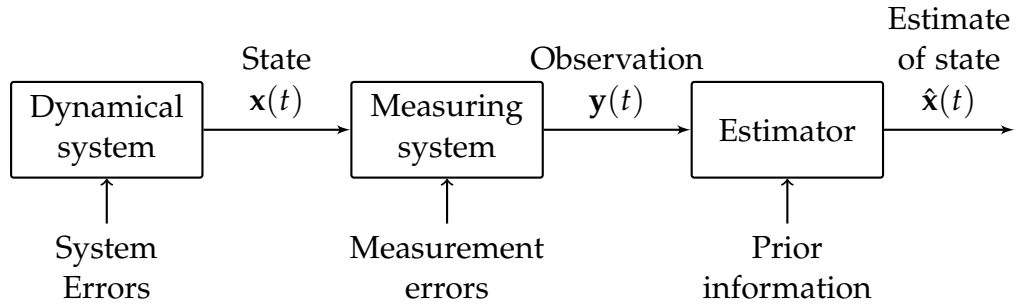 Dynamical
system
State
𝐱(t)
Measuring
system
Observation
𝐲(t)
Estimator
Estimate
of state
𝐱̂(t)
System
Errors
Measurement
errors
Prior
information